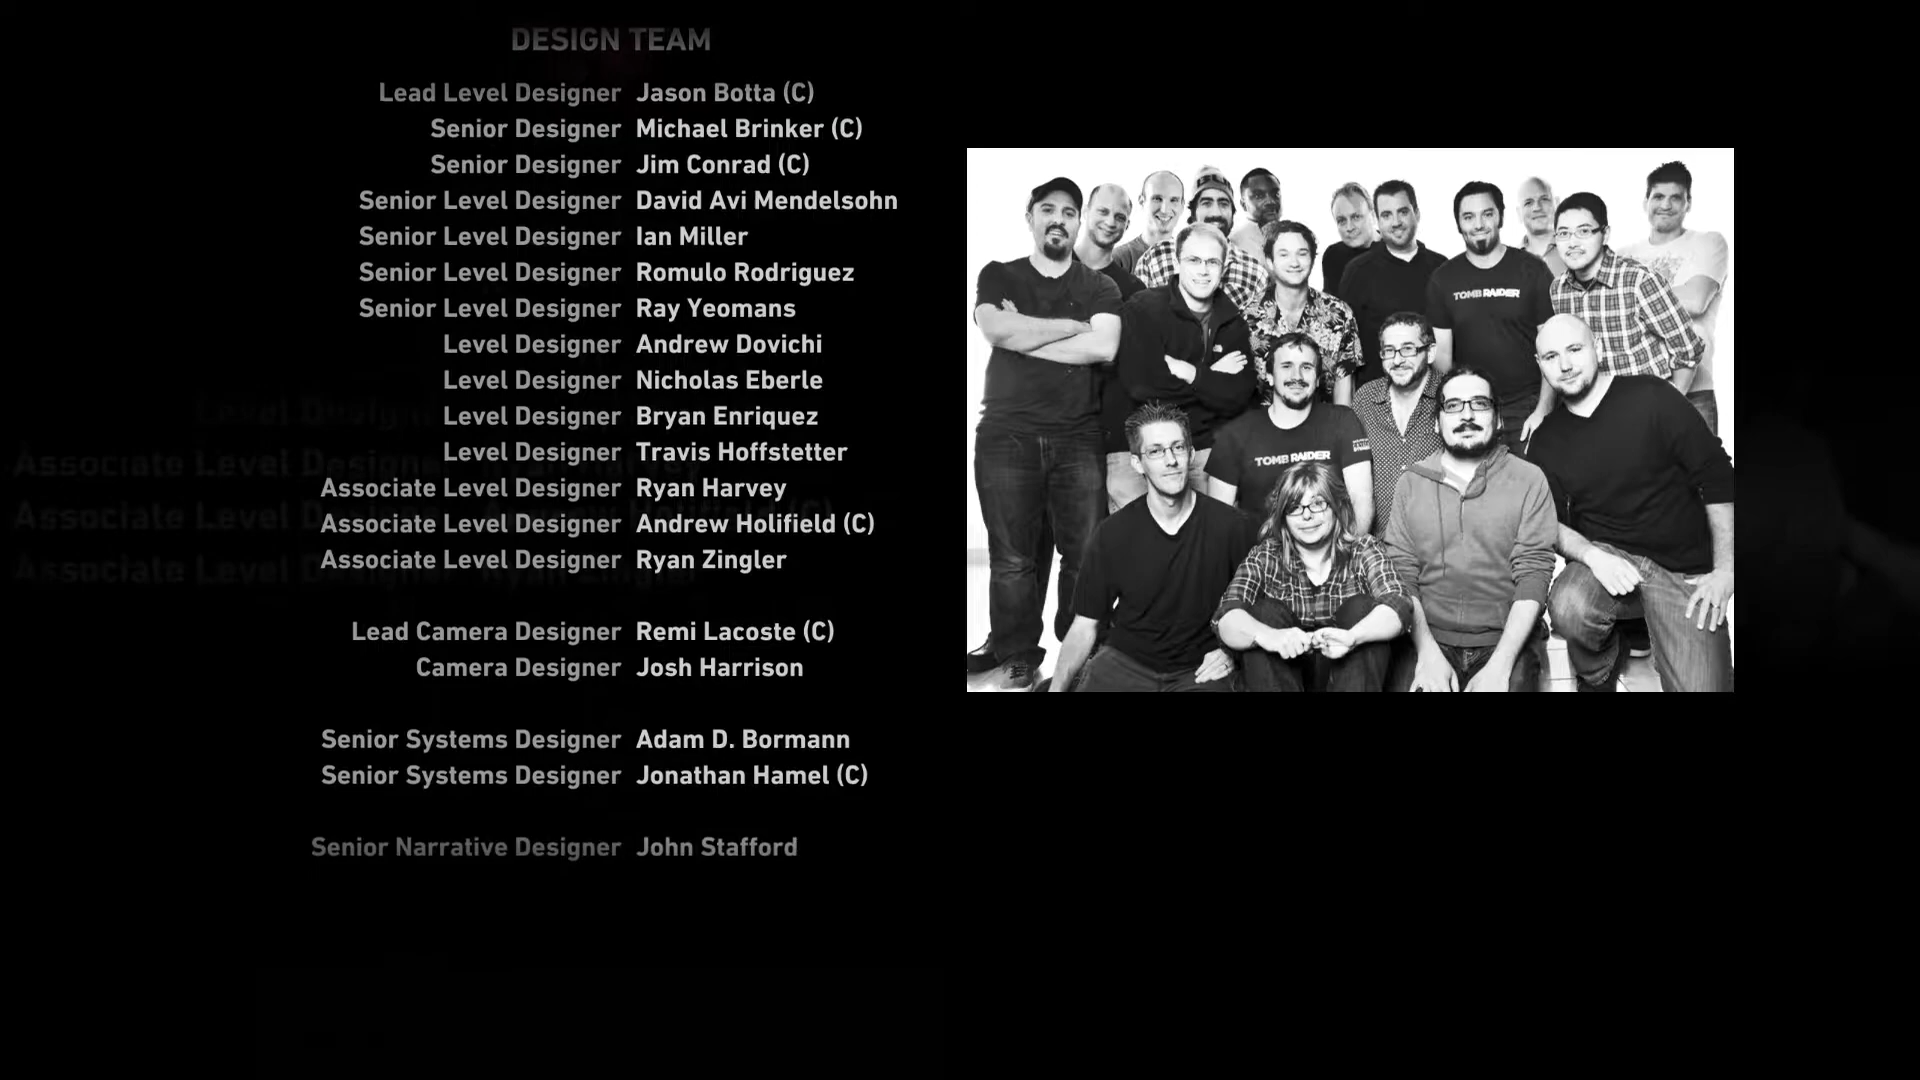 DESIGN TEAM
Lead Level Designer Jason Botta (C)
Senior Designer Michael Brinker (C)
Senior Designer Jim Conrad (C)
Senior Level Designer David Avi Mendelsohn
Senior Level Designer Ian Miller
Senior Level Designer Romulo Rodriguez
Senior Level Designer Ray Yeomans
Level Designer Andrew Dovichi
Level Designer Nicholas Eberle
Level Designer Bryan Enriquez
Level Designer Travis Hoffstetter
Associate Level Designer Ryan Harvey
Associate Level Designer Andrew Holifield (C)
Associate Level Designer Ryan Zingler
Lead Camera Designer Remi Lacoste (C)
Camera Designer Josh Harrison
Senior Systems Designer Adam D. Bormann
Senior Systems Designer Jonathan Hamel (C)
Senior Narrative Designer John Stafford
TOMB RAIDER
TOMB RAIDER